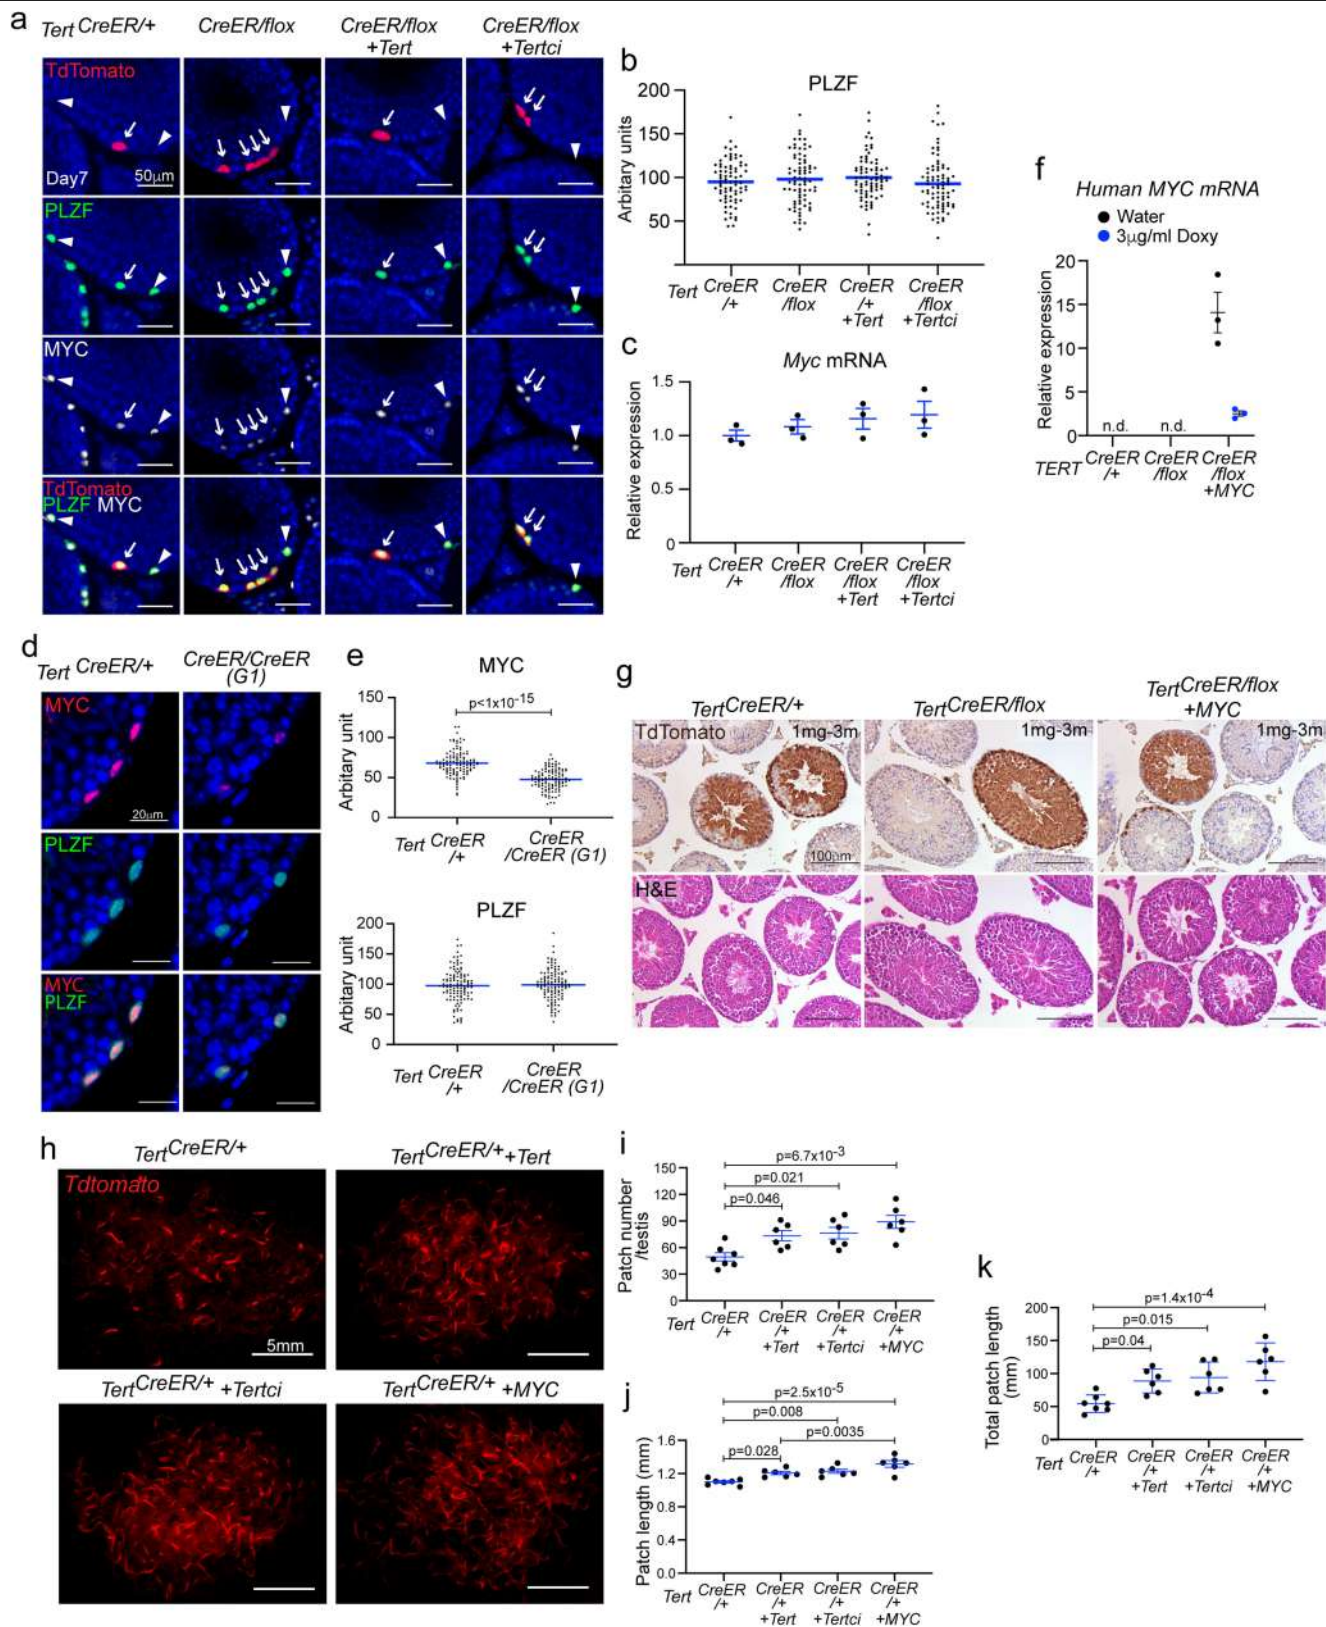 a
Tert CreER/+
CreER/flox
CreER/flox
+Tert
CreER/flox
+Tertci
TdTomato
Day7
50μm
PLZF
MYC
TdTomato
PLZF MYC
b
PLZF
Arbitary units
200
150
100
50
Tert CreER
/+
CreER
/flox
CreER
/+
+Tert
CreER
/flox
+Tertci
c
Myc mRNA
Relative expression
1.5
1.0
0.5
0
Tert CreER
/+
CreER
/flox
CreER
/flox
+Tert
CreER
/flox
+Tertci
f
Human MYC mRNA
Water
3μg/ml Doxy
Relative expression
20
15
10
5
0
n.d.
n.d.
TERT CreER
/+
CreER
/flox
CreER
/flox
+MYC
d
Tert CreER/+
CreER/CreER
(G1)
MYC
20μm
PLZF
MYC
PLZF
e
MYC
p<1x10-15
Arbitary unit
150
100
50
0
Tert CreER
/+
CreER
/CreER (G1)
PLZF
Arbitary unit
200
150
100
50
0
Tert CreER
/+
CreER
/CreER (G1)
g
TertCreER/+
TertCreER/flox
TertCreER/flox
+MYC
TdTomato
1mg-3m
1mg-3m
1mg-3m
100μm
H&E
h
TertCreER/+
TertCreER/+ +Tert
Tdtomato
5mm
TertCreER/+ +Tertci
TertCreER/+ +MYC
i
p=6.7x10-3
p=0.021
p=0.046
Patch number
/testis
150
120
90
60
30
0
Tert CreER
/+
CreER
/+
+Tert
CreER
/+
+Tertci
CreER
/+
+MYC
j
p=2.5x10-5
p=0.008
p=0.0035
p=0.028
Patch length (mm)
1.6
1.2
0.8
0.4
0.0
Tert CreER
/+
CreER
/+
+Tert
CreER
/+
+Tertci
CreER
/+
+MYC
k
p=1.4x10-4
p=0.015
p=0.04
Total patch length
(mm)
200
150
100
50
0
Tert CreER
/+
CreER
/+
+Tert
CreER
/+
+Tertci
CreER
/+
+MYC